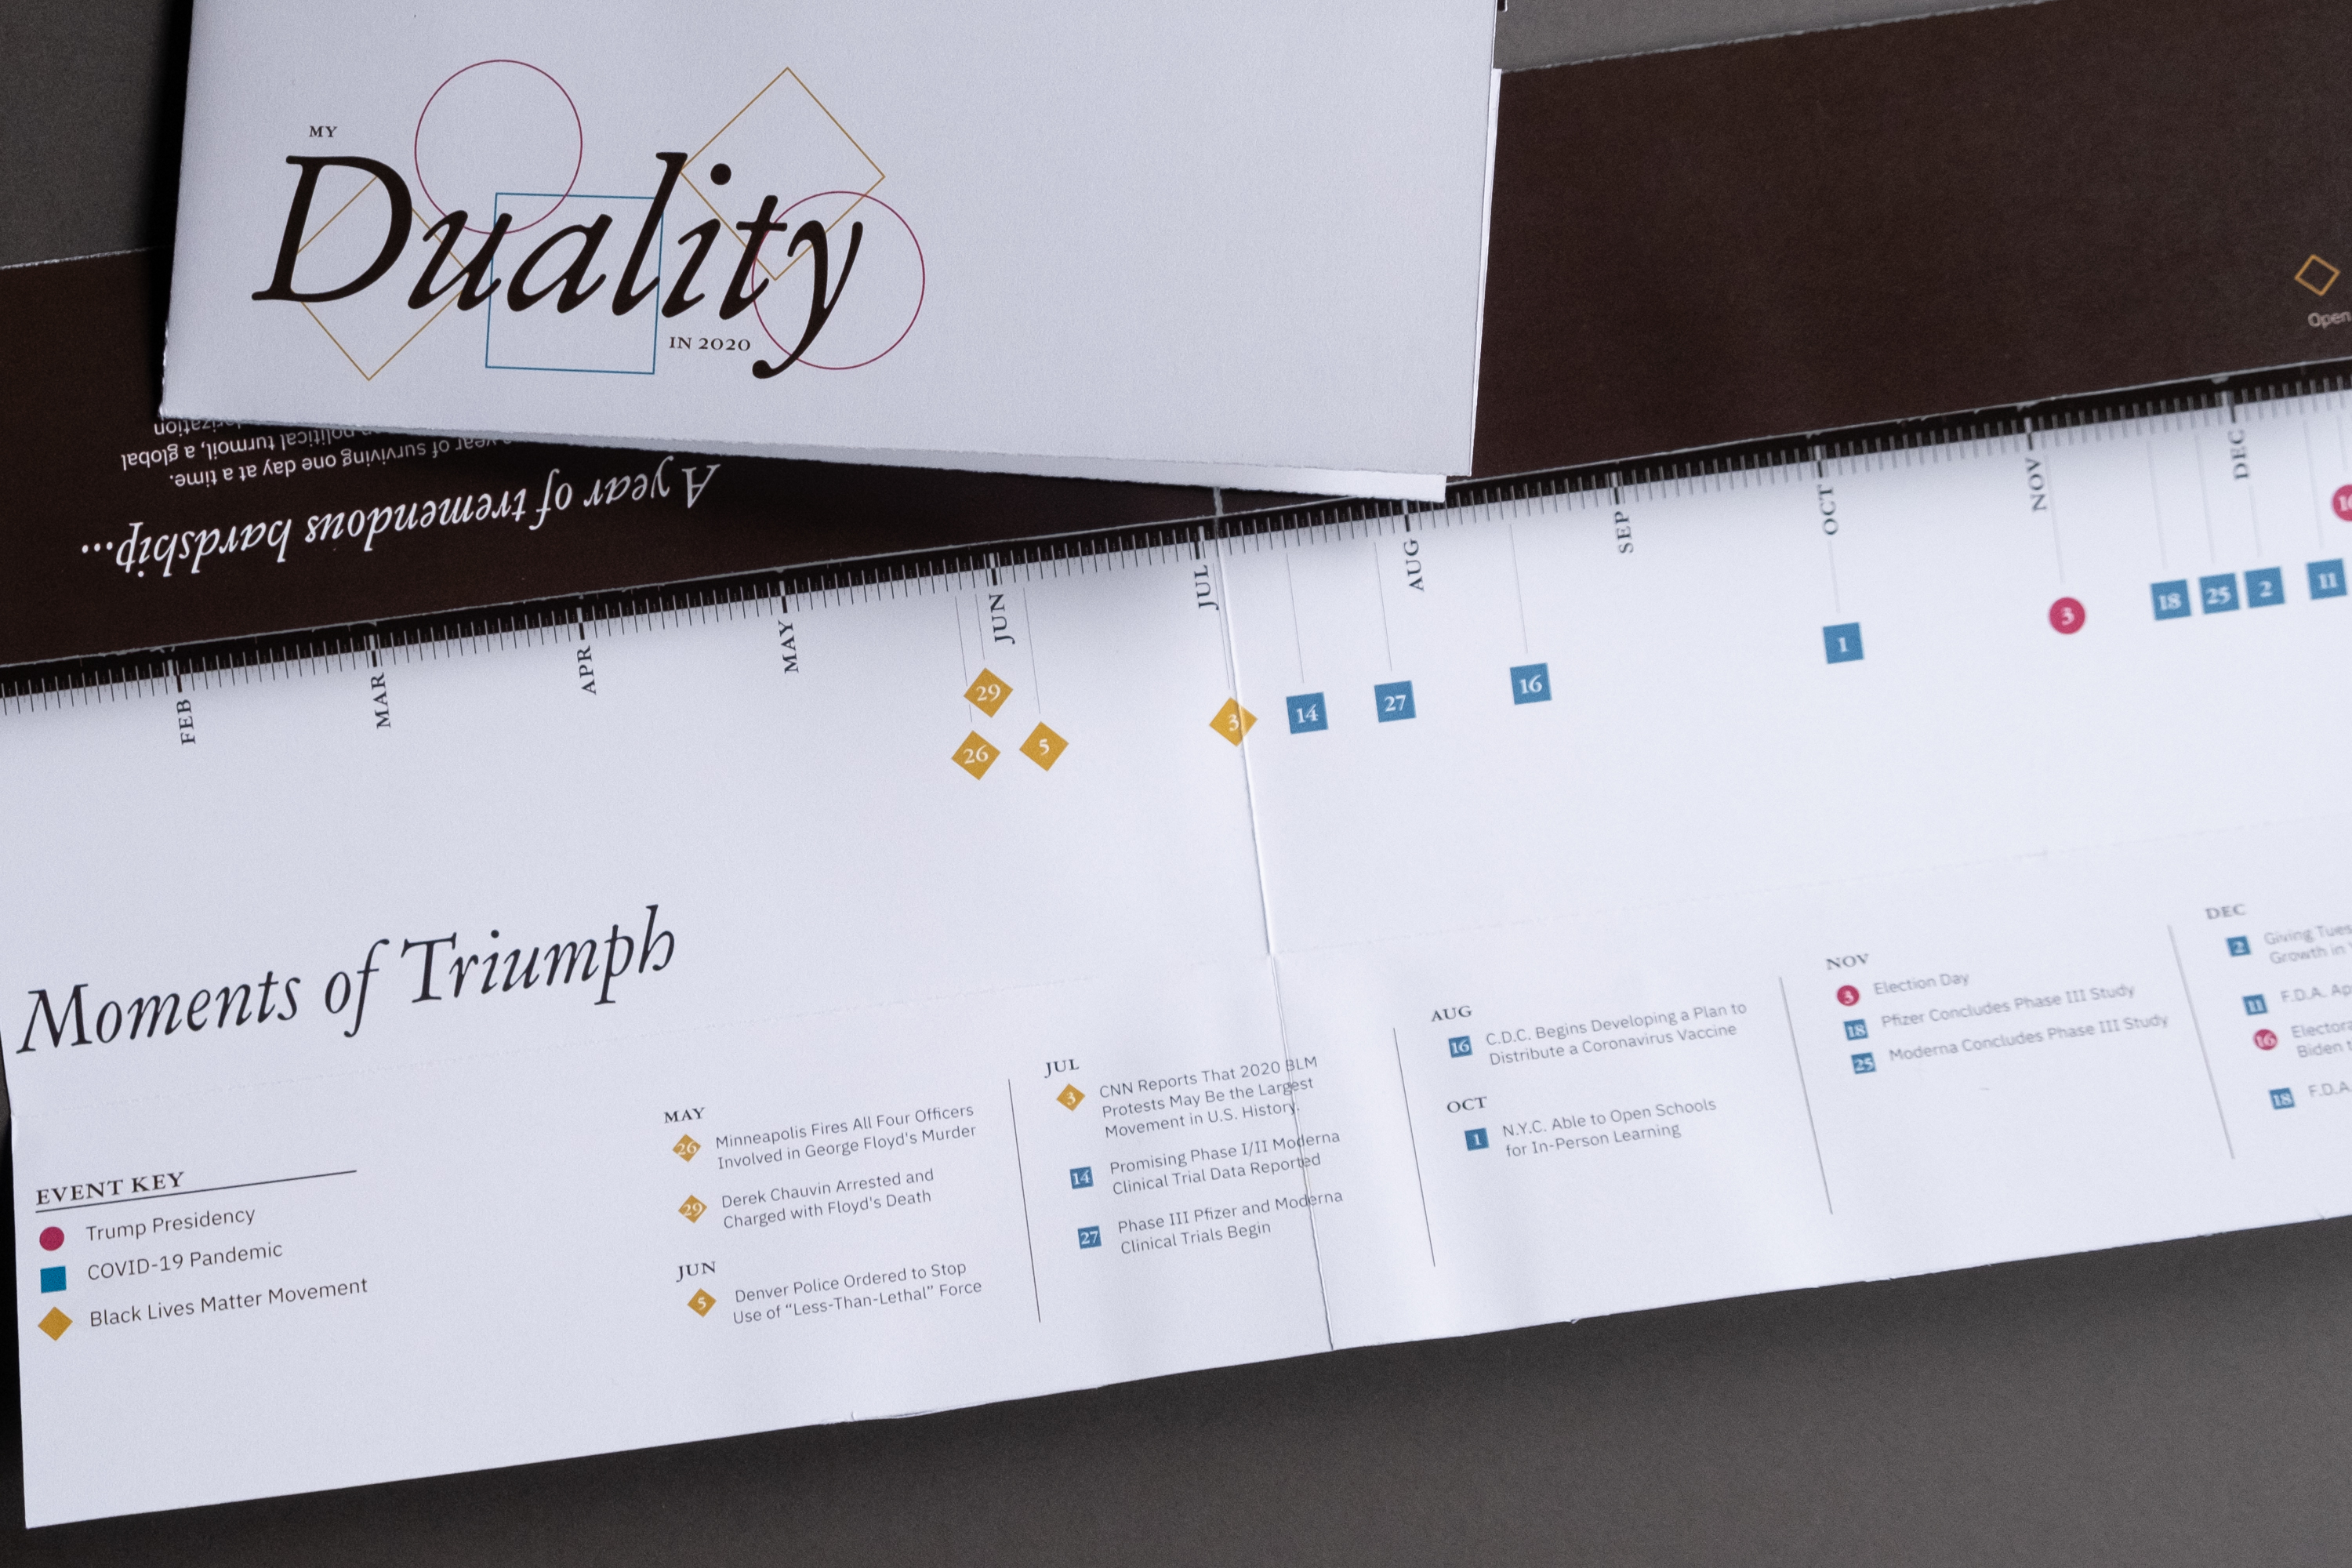 MY
Duality
IN 2020
A year of tremendous hardship...
year of surviving one day at a time.
political turmoil, a global
Open
FEB
MAR
APR
MAY
JUN
JUL
AUG
SEP
OCT
NOV
DEC
29
26
5
3
14
27
16
1
3
18
25
2
11
Moments of Triumph
EVENT KEY
Trump Presidency
COVID-19 Pandemic
Black Lives Matter Movement
MAY
26 Minneapolis Fires All Four Officers
Involved in George Floyd's Murder
29 Derek Chauvin Arrested and
Charged with Floyd's Death
JUN
5 Denver Police Ordered to Stop
Use of “Less-Than-Lethal” Force
JUL
3 CNN Reports That 2020 BLM
Protests May Be the Largest
Movement in U.S. History.
14 Promising Phase I/II Moderna
Clinical Trial Data Reported
27 Phase III Pfizer and Moderna
Clinical Trials Begin
AUG
16 C.D.C. Begins Developing a Plan to
Distribute a Coronavirus Vaccine
OCT
1 N.Y.C. Able to Open Schools
for In-Person Learning
NOV
3 Election Day
18 Pfizer Concludes Phase III Study
25 Moderna Concludes Phase III Study
DEC
2 Giving Tues
Growth in
11 F.D.A. Ap
16 Electora
Biden t
18 F.D.A.